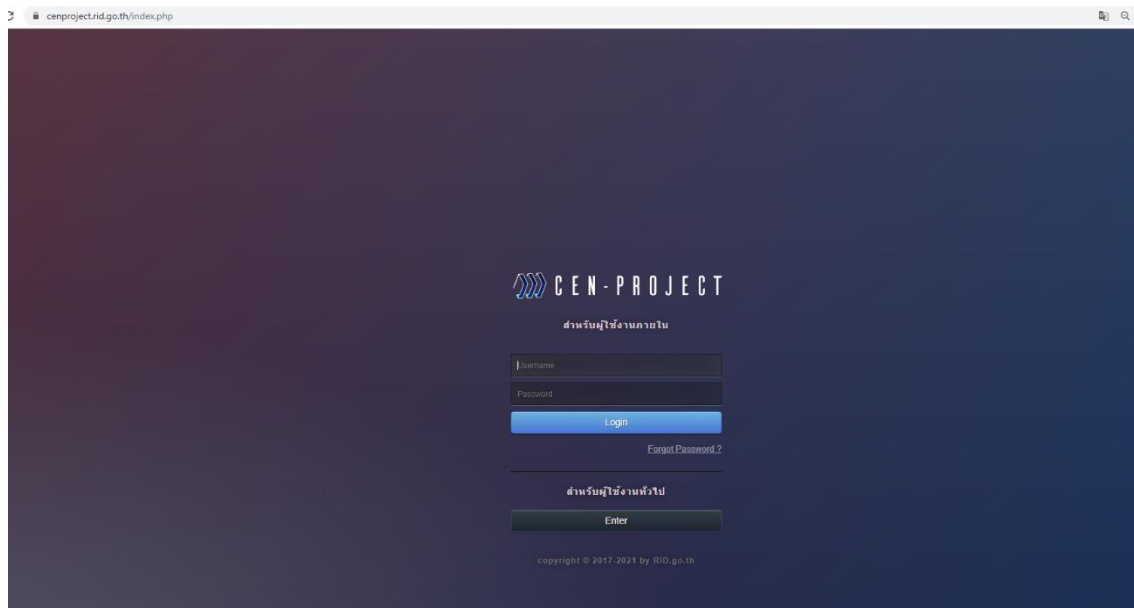 cenproject.rid.go.th/index.php
CEN-PROJECT
สำหรับผู้ใช้งานภายใน
Username
Password
Login
Forgot Password ?
สำหรับผู้ใช้งานทั่วไป
Enter
copyright © 2017-2021 by RID.go.th